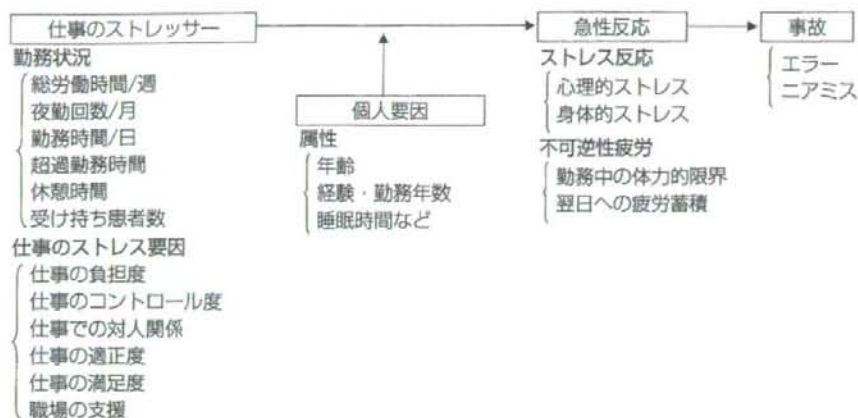 仕事のストレッサー
勤務状況
総労働時間/週
夜勤回数/月
勤務時間/日
超過勤務時間
休憩時間
受け持ち患者数
仕事のストレス要因
仕事の負担度
仕事のコントロール度
仕事での対人関係
仕事の適正度
仕事の満足度
職場の支援
個人要因
属性
年齢
経験・勤務年数
睡眠時間など
急性反応
ストレス反応
心理的ストレス
身体的ストレス
不可逆性疲労
勤務中の体力的限界
翌日への疲労蓄積
事故
エラー
ニアミス